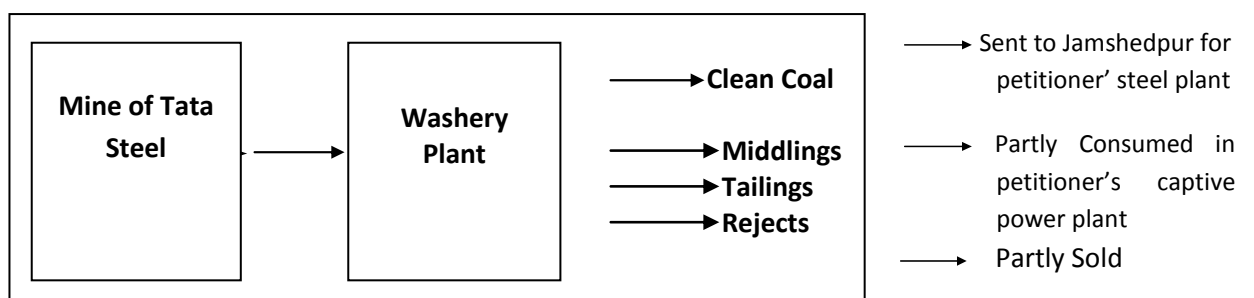 Mine of Tata
Steel
Washery
Plant
Clean Coal
Middlings
Tailings
Rejects
Sent to Jamshedpur for
petitioner' steel plant
Partly Consumed in
petitioner's captive
power plant
Partly Sold